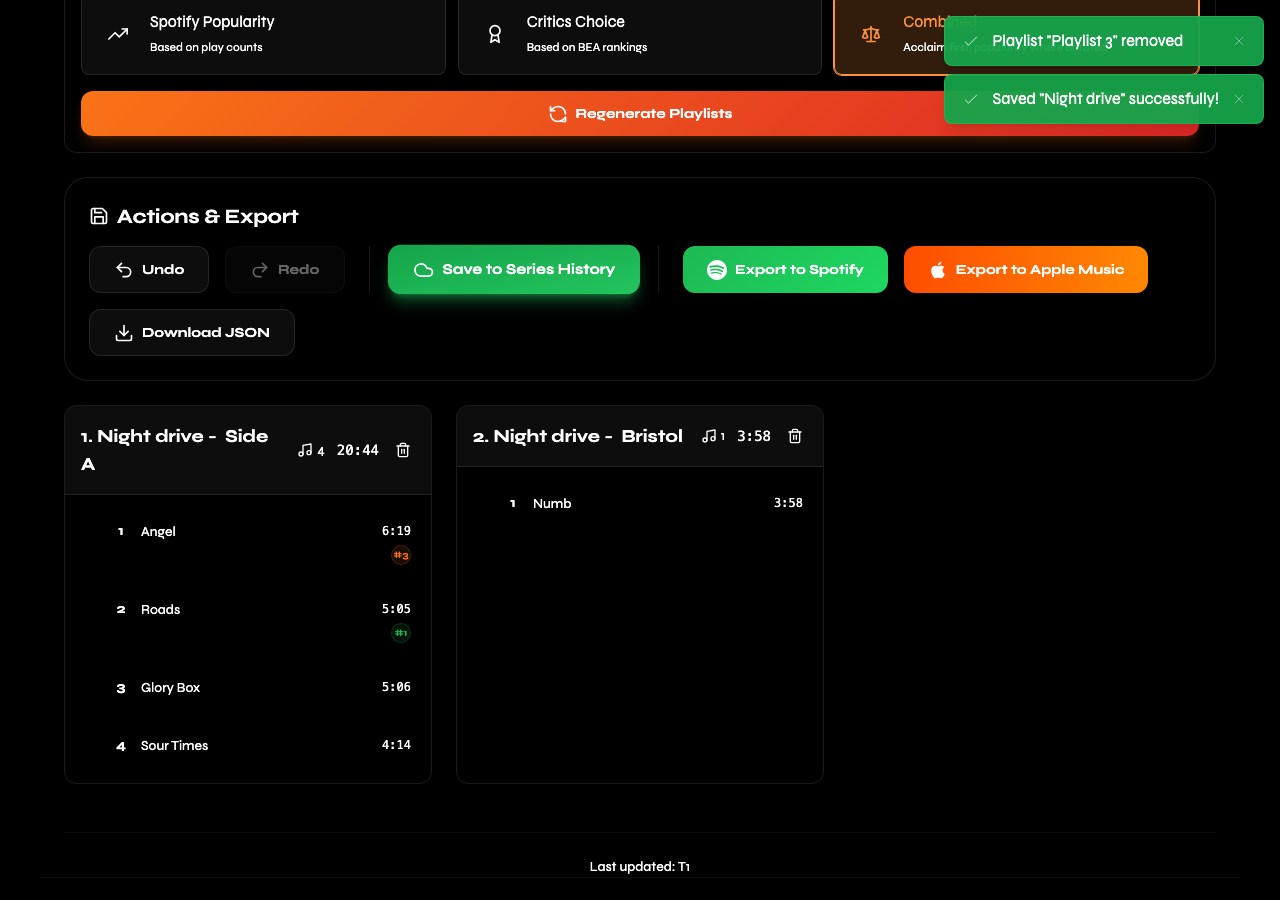 Spotify Popularity
Based on play counts
Critics Choice
Based on BEA rankings
Combined
Acclaim first,
Playlist "Playlist 3" removed
Saved "Night drive" successfully!
Regenerate Playlists
Actions & Export
Undo
Redo
Save to Series History
Export to Spotify
Export to Apple Music
Download JSON
1. Night drive - Side
A
4 20:44
1 Angel 6:19
#3
2 Roads 5:05
#1
3 Glory Box 5:06
4 Sour Times 4:14
2. Night drive - Bristol 1 3:58
1 Numb 3:58
Last updated: T1